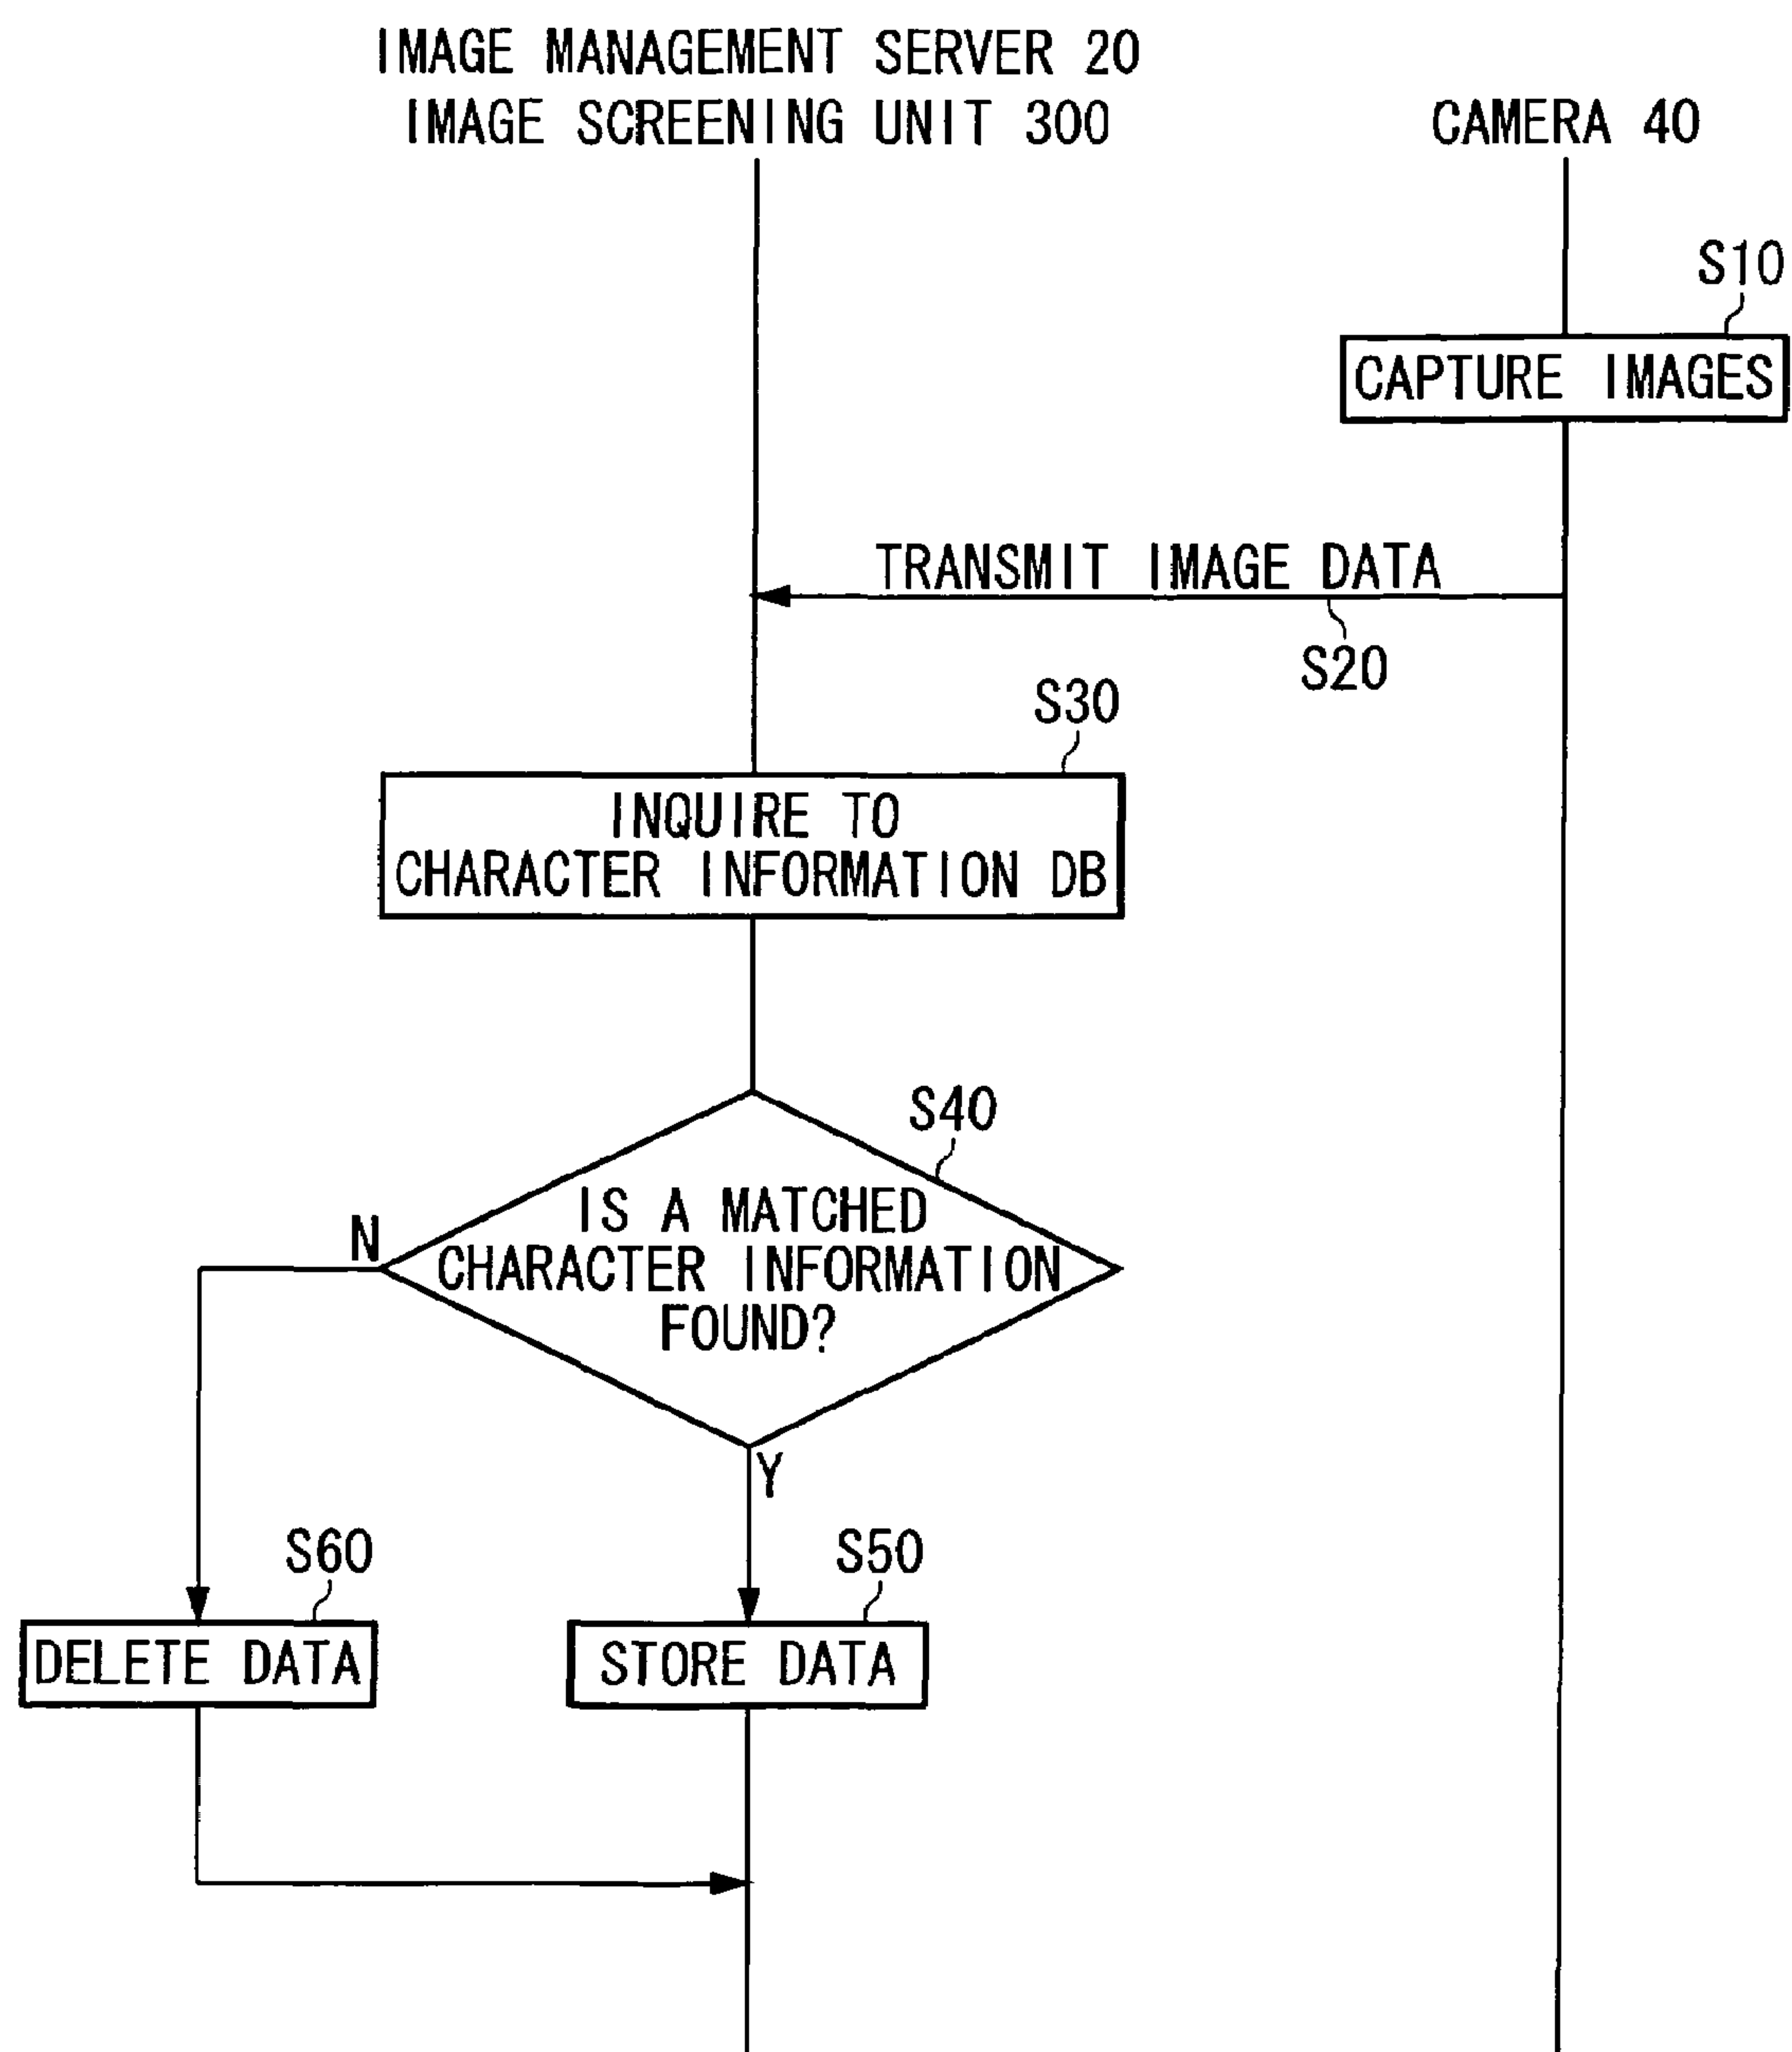 IMAGE MANAGEMENT SERVER 20
IMAGE SCREENING UNIT 300
CAMERA 40
S10
CAPTURE IMAGES
TRANSMIT IMAGE DATA
S20
S30
INQUIRE TO
CHARACTER INFORMATION DB
S40
IS A MATCHED
CHARACTER INFORMATION
FOUND?
N
Y
S60
S50
DELETE DATA
STORE DATA